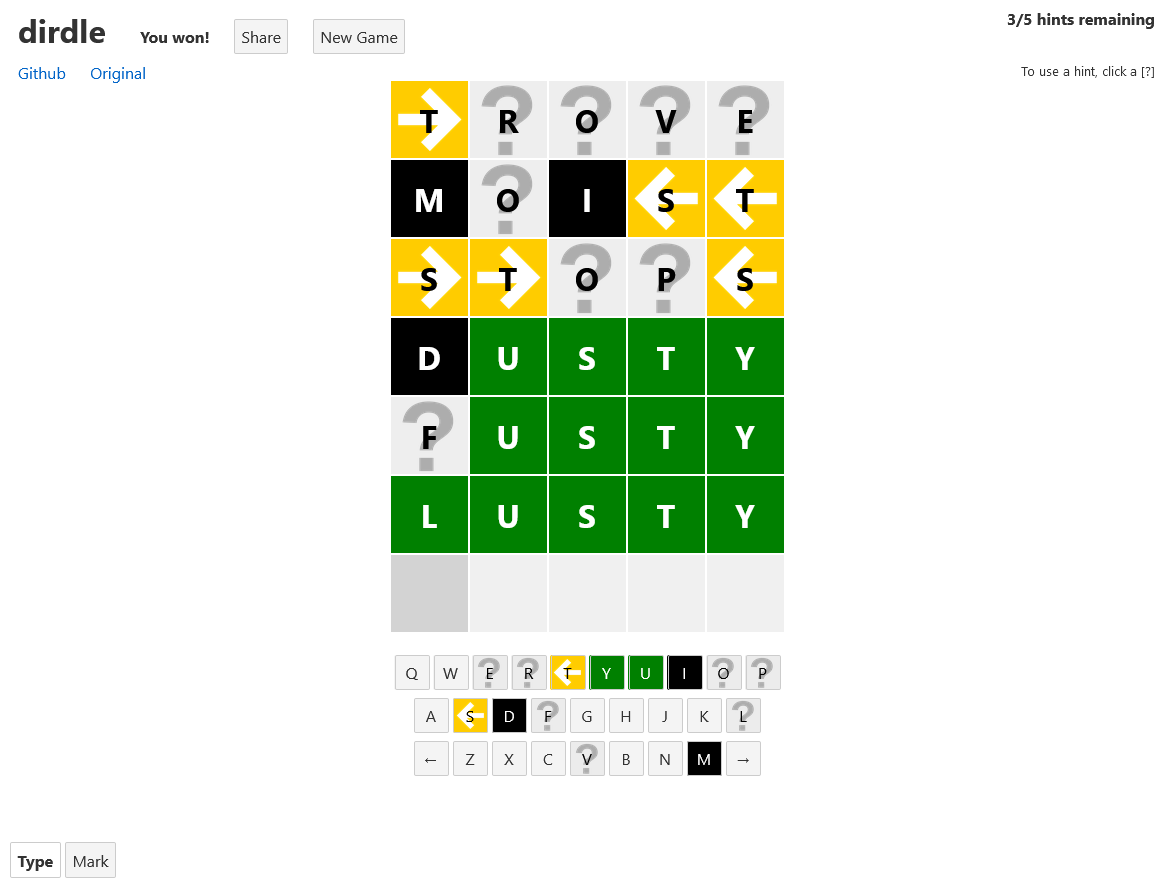 dirdle
You won!
Share
New Game
3/5 hints remaining
Github
Original
To use a hint, click a [?]
T R O V E
M O I S T
S T O P S
D U S T Y
F U S T Y
L U S T Y
Q W E R T Y U I O P
A S D F G H J K L
← Z X C V B N M →
Type
Mark